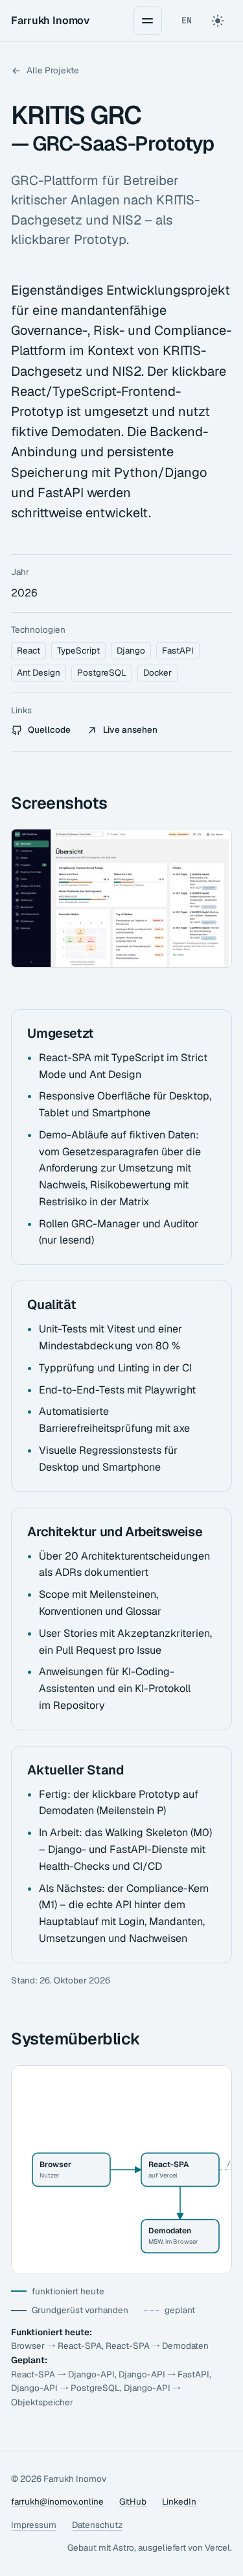 Farrukh Inomov
EN
← Alle Projekte
KRITIS GRC
— GRC-SaaS-Prototyp
GRC-Plattform für Betreiber
kritischer Anlagen nach KRITIS-
Dachgesetz und NIS2 – als
klickbarer Prototyp.
Eigenständiges Entwicklungsprojekt
für eine mandantenfähige
Governance-, Risk- und Compliance-
Plattform im Kontext von KRITIS-
Dachgesetz und NIS2. Der klickbare
React/TypeScript-Frontend-
Prototyp ist umgesetzt und nutzt
fiktive Demodaten. Die Backend-
Anbindung und persistente
Speicherung mit Python/Django
und FastAPI werden
schrittweise entwickelt.
Jahr
2026
Technologien
React TypeScript Django FastAPI
Ant Design PostgreSQL Docker
Links
Quellcode Live ansehen
Screenshots
Übersicht
Umgesetzt
• React-SPA mit TypeScript im Strict
Mode und Ant Design
• Responsive Oberfläche für Desktop,
Tablet und Smartphone
• Demo-Abläufe auf fiktiven Daten:
vom Gesetzesparagrafen über die
Anforderung zur Umsetzung mit
Nachweis, Risikobewertung mit
Restrisiko in der Matrix
• Rollen GRC-Manager und Auditor
(nur lesend)
Qualität
• Unit-Tests mit Vitest und einer
Mindestabdeckung von 80 %
• Typprüfung und Linting in der CI
• End-to-End-Tests mit Playwright
• Automatisierte
Barrierefreiheitsprüfung mit axe
• Visuelle Regressionstests für
Desktop und Smartphone
Architektur und Arbeitsweise
• Über 20 Architekturentscheidungen
als ADRs dokumentiert
• Scope mit Meilensteinen,
Konventionen und Glossar
• User Stories mit Akzeptanzkriterien,
ein Pull Request pro Issue
• Anweisungen für KI-Coding-
Assistenten und ein KI-Protokoll
im Repository
Aktueller Stand
• Fertig: der klickbare Prototyp auf
Demodaten (Meilenstein P)
• In Arbeit: das Walking Skeleton (M0)
– Django- und FastAPI-Dienste mit
Health-Checks und CI/CD
• Als Nächstes: der Compliance-Kern
(M1) – die echte API hinter dem
Hauptablauf mit Login, Mandanten,
Umsetzungen und Nachweisen
Stand: 26. Oktober 2026
Systemüberblick
Browser
Nutzer
React-SPA
auf Vercel
/
Demodaten
MSW, im Browser
funktioniert heute
Grundgerüst vorhanden geplant
Funktioniert heute:
Browser → React-SPA, React-SPA → Demodaten
Geplant:
React-SPA → Django-API, Django-API → FastAPI,
Django-API → PostgreSQL, Django-API →
Objektspeicher
© 2026 Farrukh Inomov
farrukh@inomov.online GitHub LinkedIn
Impressum Datenschutz
Gebaut mit Astro, ausgeliefert von Vercel.